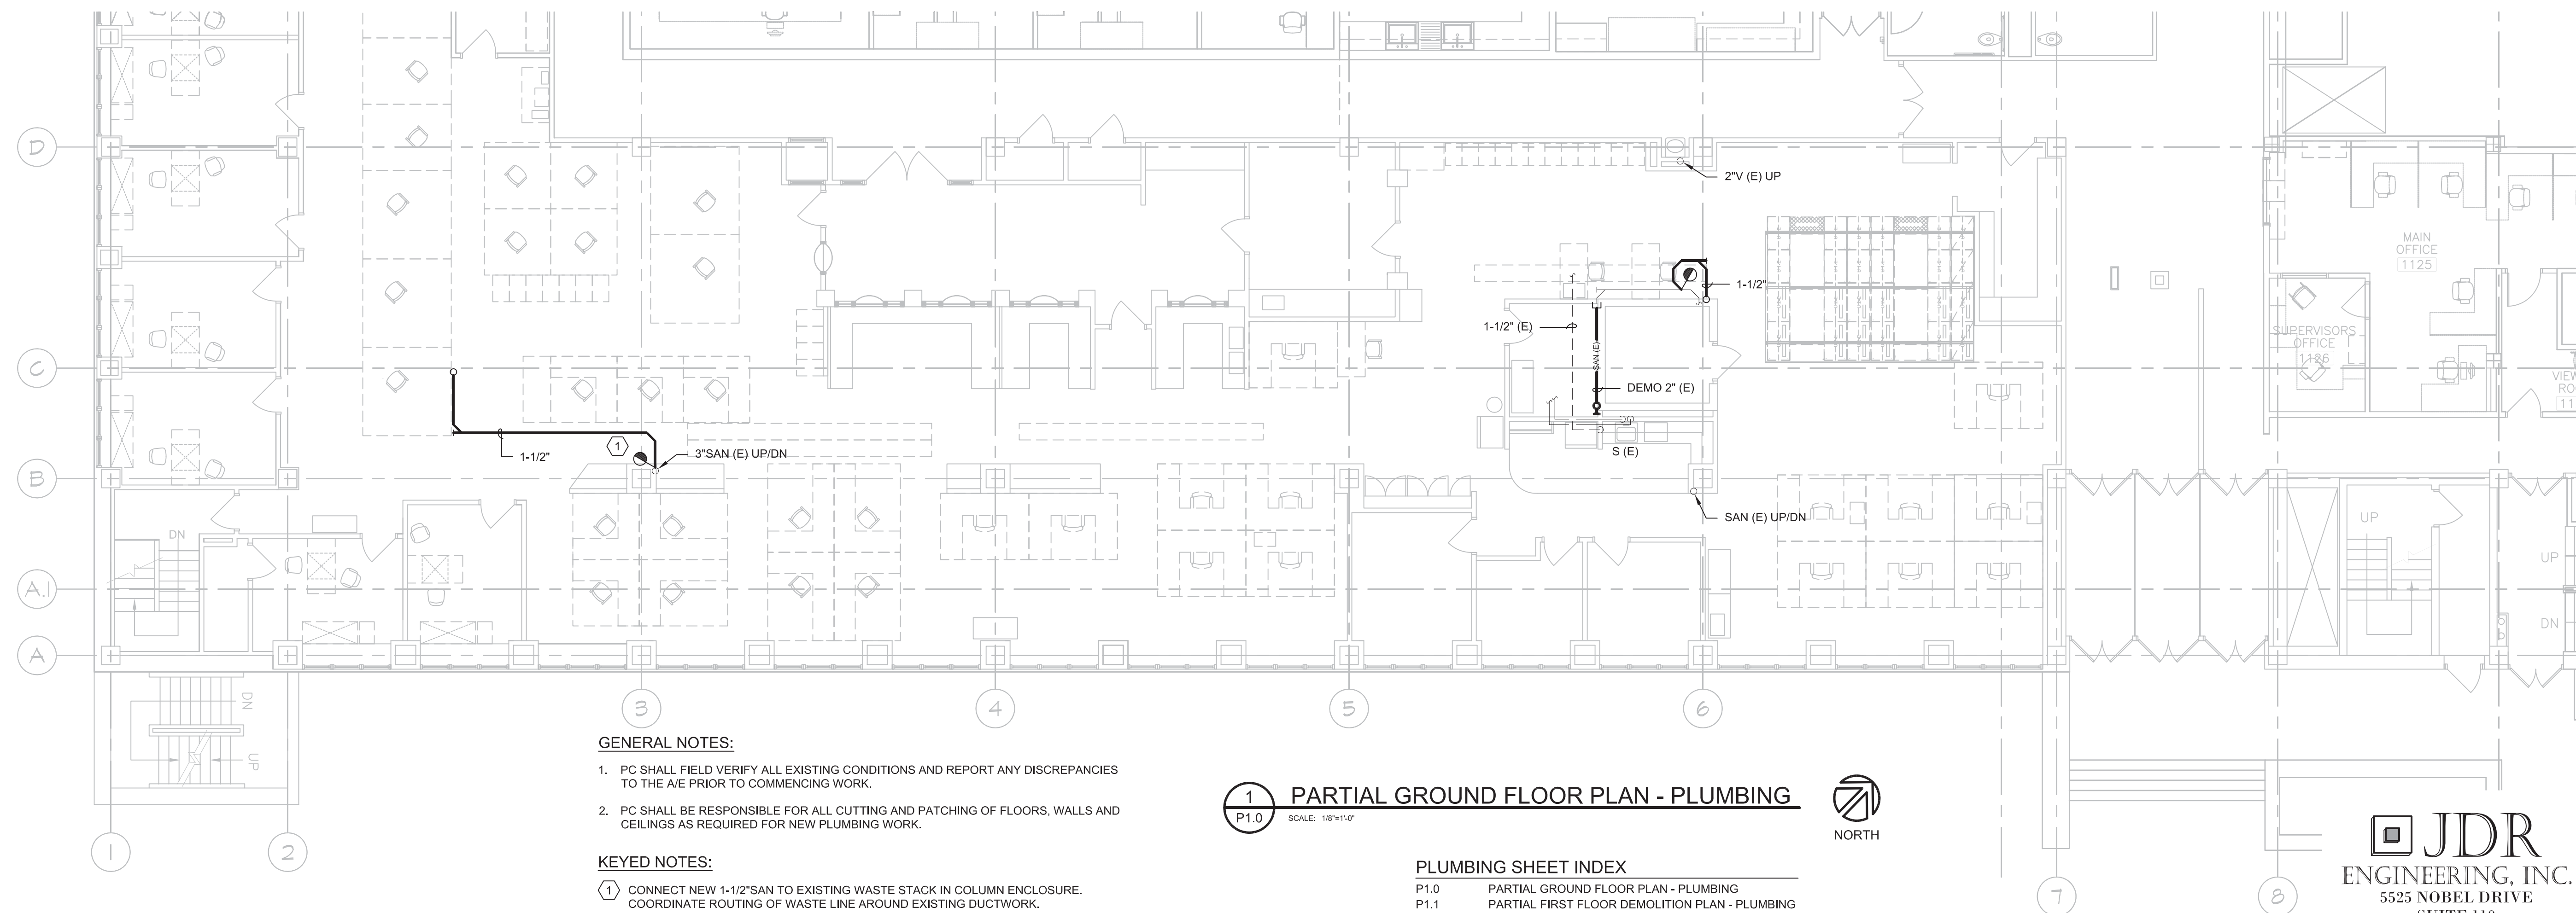 D
2"V (E) UP
MAIN
OFFICE
1125
1-1/2"
1-1/2" (E)
SAN (E)
SUPERVISORS
OFFICE
1126
C
DEMO 2" (E)
1
1-1/2"
3"SAN (E) UP/DN
S (E)
B
SAN (E) UP/DN
UP
DN
UP
A.1
DN
A
DN
UP
3
4
5
6
GENERAL NOTES:
1. PC SHALL FIELD VERIFY ALL EXISTING CONDITIONS AND REPORT ANY DISCREPANCIES
TO THE A/E PRIOR TO COMMENCING WORK.
2. PC SHALL BE RESPONSIBLE FOR ALL CUTTING AND PATCHING OF FLOORS, WALLS AND
CEILINGS AS REQUIRED FOR NEW PLUMBING WORK.
1
P1.0
PARTIAL GROUND FLOOR PLAN - PLUMBING
SCALE: 1/8"=1'-0"
NORTH
1
2
KEYED NOTES:
1 CONNECT NEW 1-1/2"SAN TO EXISTING WASTE STACK IN COLUMN ENCLOSURE.
COORDINATE ROUTING OF WASTE LINE AROUND EXISTING DUCTWORK.
PLUMBING SHEET INDEX
P1.0 PARTIAL GROUND FLOOR PLAN - PLUMBING
P1.1 PARTIAL FIRST FLOOR DEMOLITION PLAN - PLUMBING
7
8
JDR
ENGINEERING, INC.
5525 NOBEL DRIVE